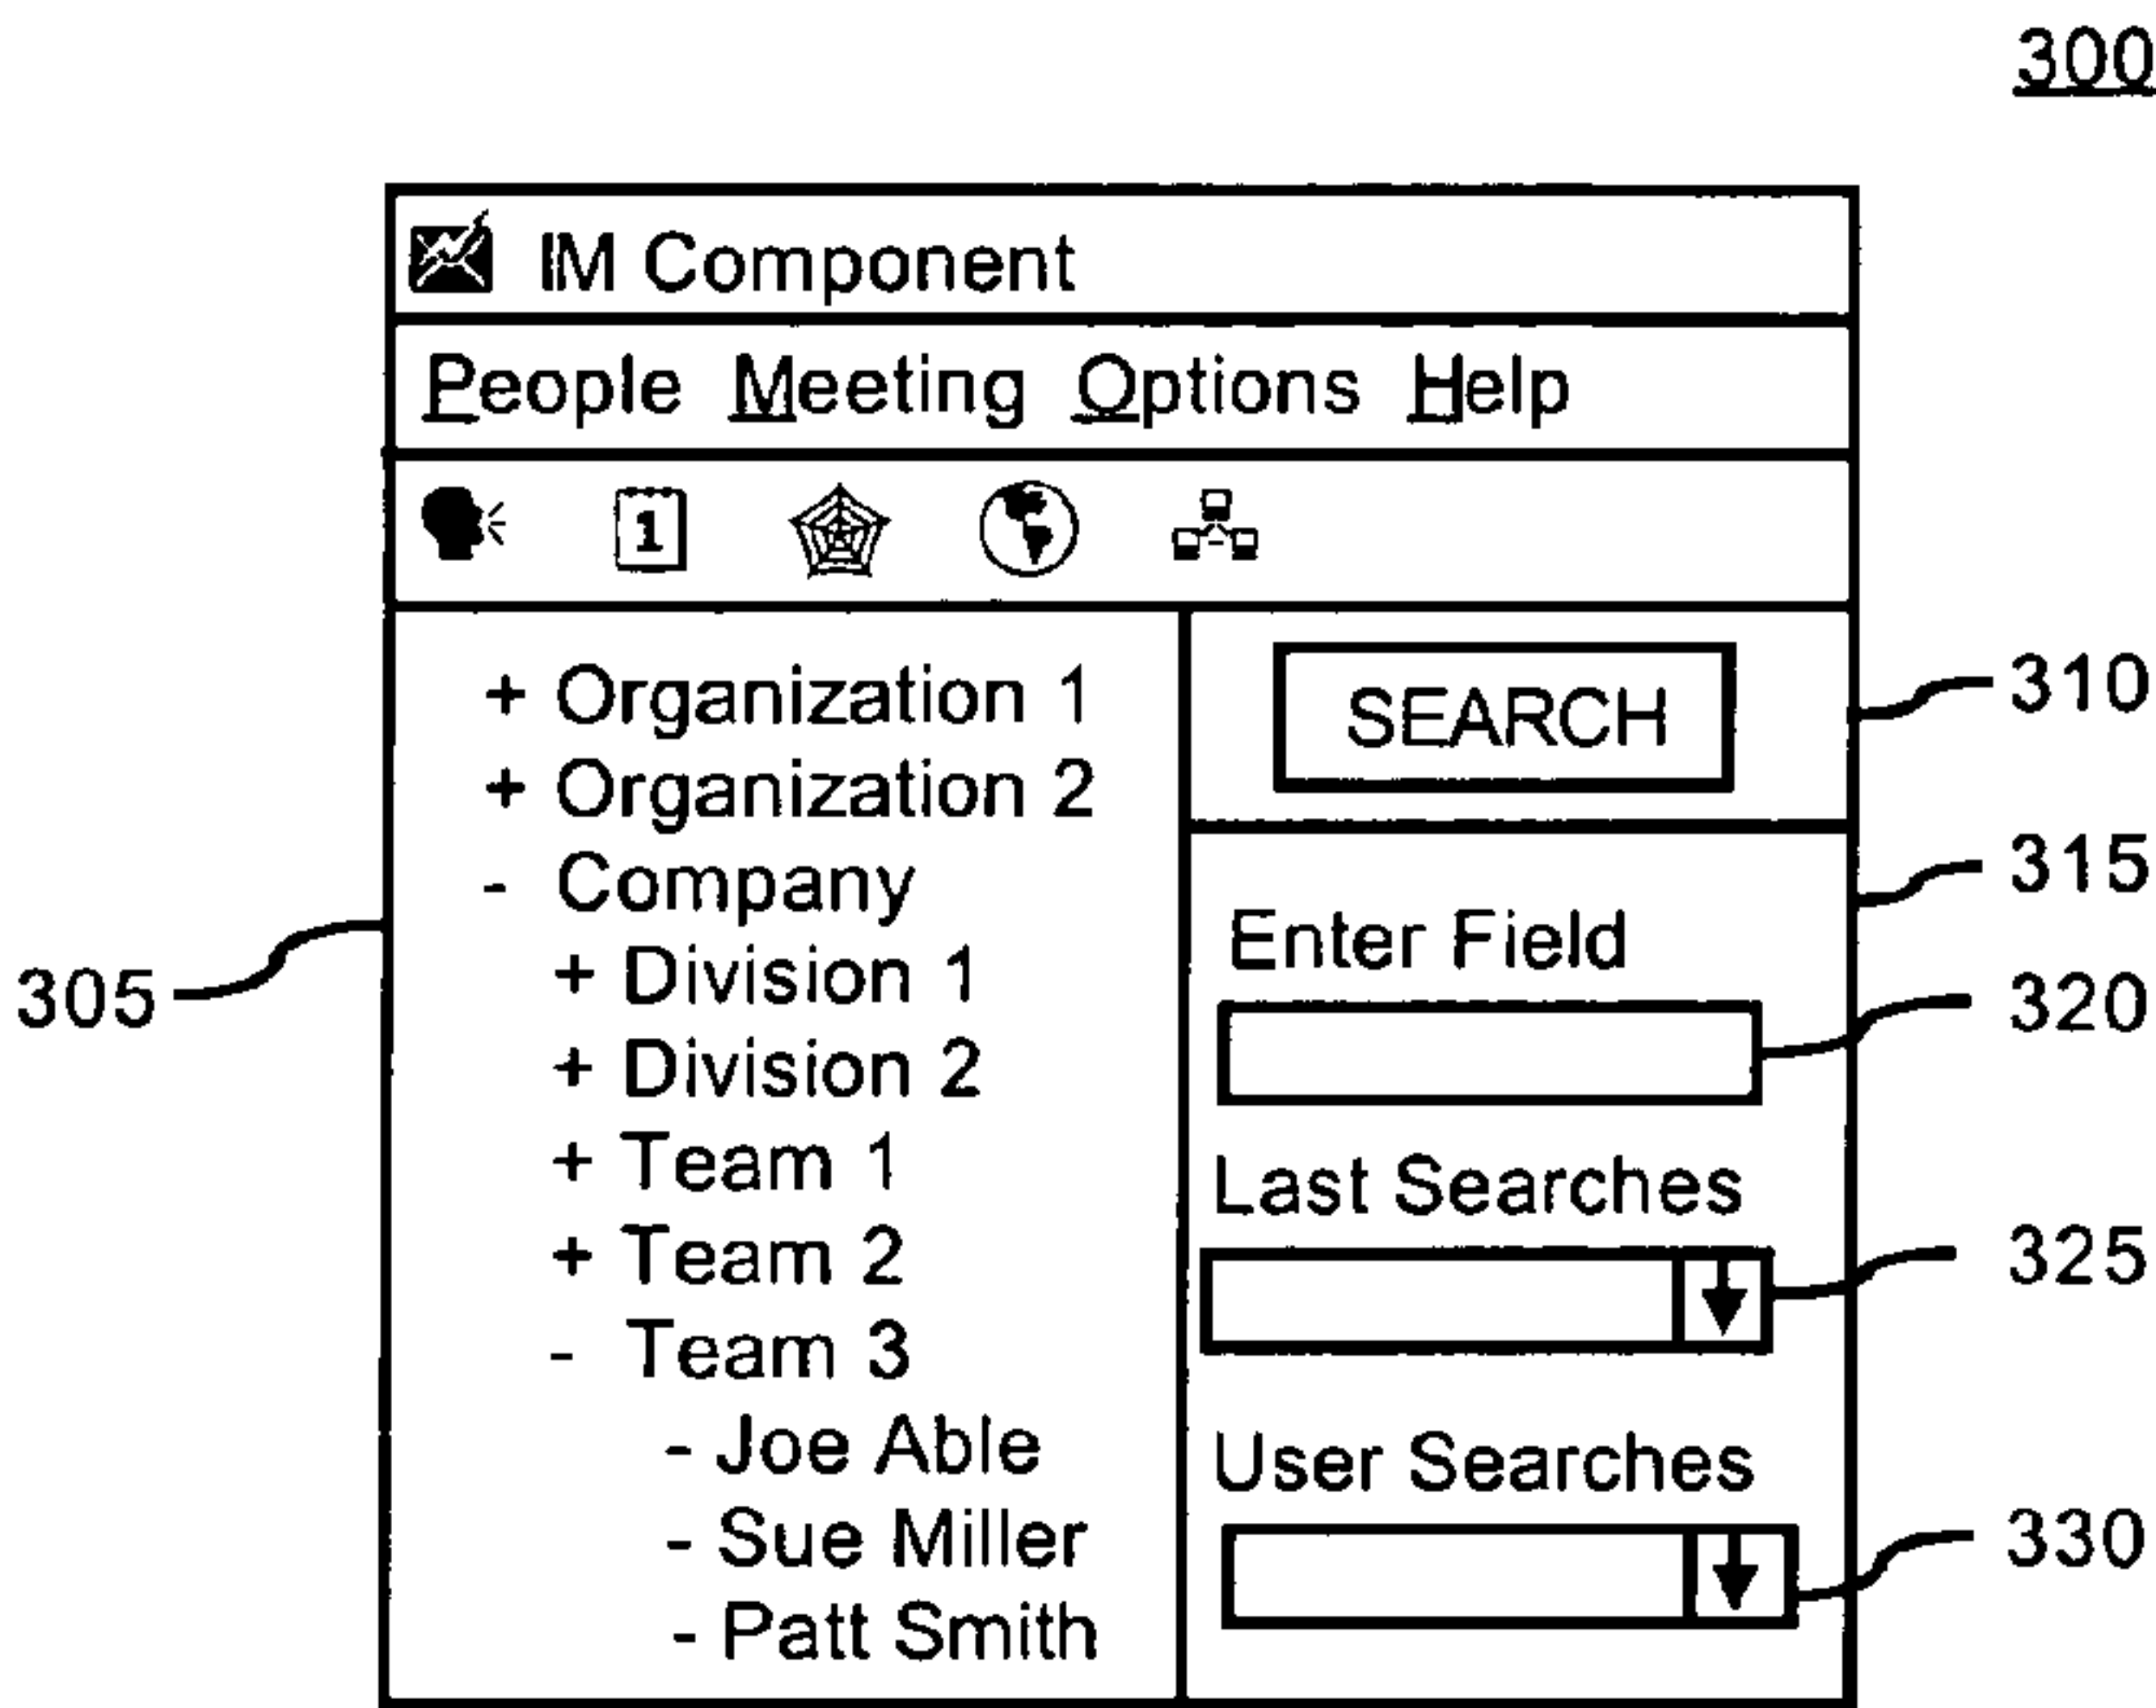 300
IM Component
People Meeting Options Help
1
+ Organization 1
+ Organization 2
- Company
+ Division 1
+ Division 2
+ Team 1
+ Team 2
- Team 3
- Joe Able
- Sue Miller
- Patt Smith
305
SEARCH
310
315
Enter Field
320
Last Searches
325
User Searches
330